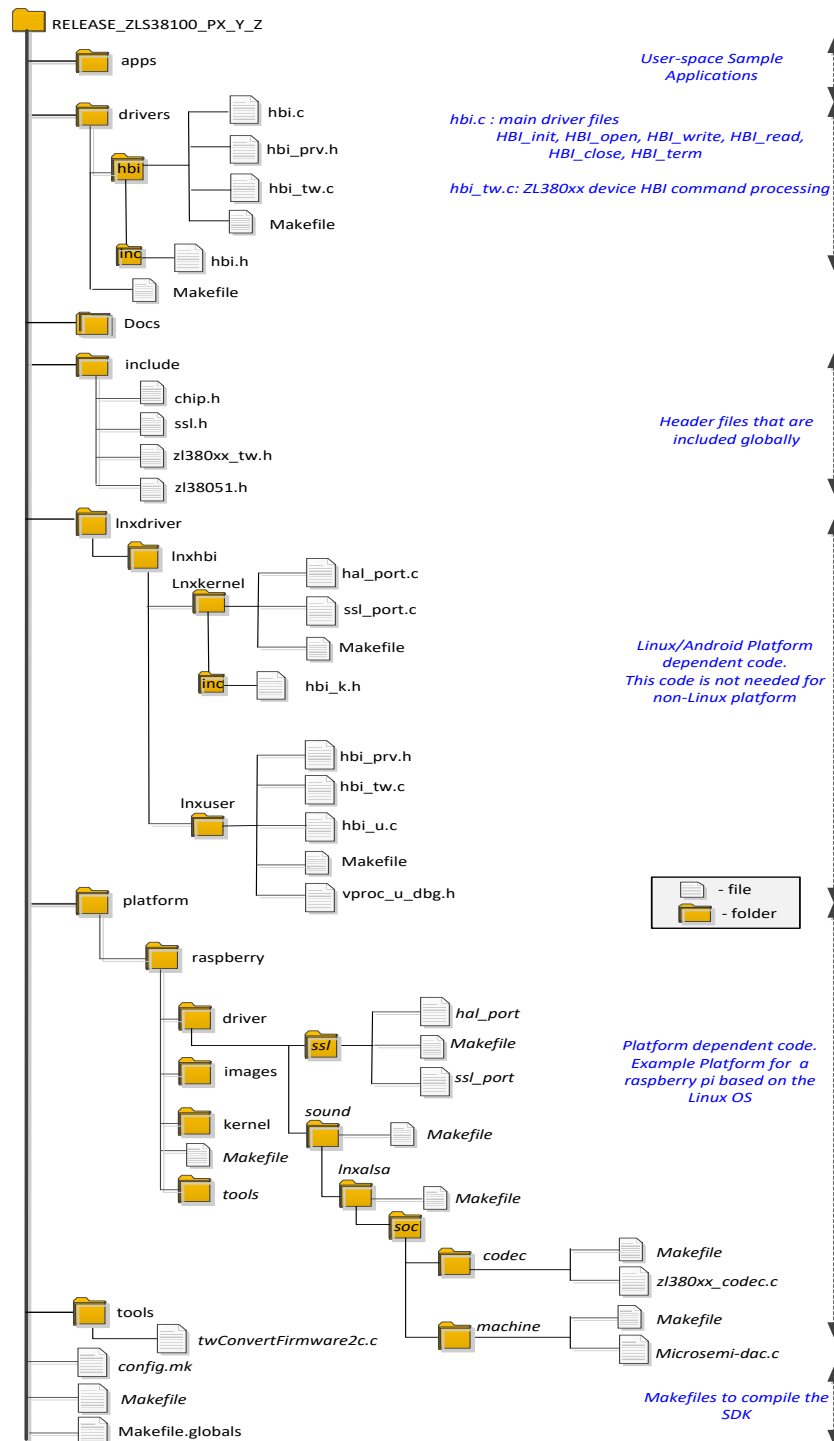 RELEASE_ZLS38100_PX_Y_Z
apps
User-space Sample
Applications
drivers
hbi.c
hbi.c : main driver files
HBI_init, HBI_open, HBI_write, HBI_read,
HBI_close, HBI_term
hbi_prv.h
hbi
hbi_tw.c
hbi_tw.c: ZL380xx device HBI command processing
Makefile
inc
hbi.h
Makefile
Docs
include
chip.h
ssl.h
zl380xx_tw.h
zl38051.h
Header files that are
included globally
lnxdriver
lnxhbi
Lnxkernel
hal_port.c
ssl_port.c
Makefile
inc
hbi_k.h
Linux/Android Platform
dependent code.
This code is not needed for
non-Linux platform
lnxuser
hbi_prv.h
hbi_tw.c
hbi_u.c
Makefile
vproc_u_dbg.h
- file
- folder
platform
raspberry
driver
ssl
hal_port
Makefile
ssl_port
images
kernel
Makefile
tools
sound
Makefile
lnxalsa
Makefile
soc
codec
Makefile
zl380xx_codec.c
machine
Makefile
Microsemi-dac.c
Platform dependent code.
Example Platform for a
raspberry pi based on the
Linux OS
tools
twConvertFirmware2c.c
config.mk
Makefile
Makefile.globals
Makefiles to compile the
SDK